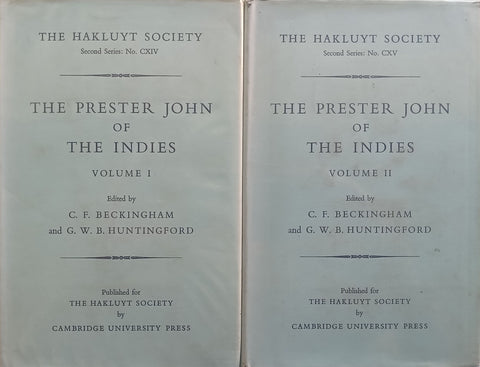 THE HAKLUYT SOCIETY
Second Series: No. CXIV
THE PRESTER JOHN
OF
THE INDIES
VOLUME I
Edited by
C. F. BECKINGHAM
and G. W. B. HUNTINGFORD
Published for
THE HAKLUYT SOCIETY
by
CAMBRIDGE UNIVERSITY PRESS
THE HAKLUYT SOCIETY
Second Series: No. CXV
THE PRESTER JOHN
OF
THE INDIES
VOLUME II
Edited by
C. F. BECKINGHAM
and G. W. B. HUNTINGFORD
Published for
THE HAKLUYT SOCIETY
by
CAMBRIDGE UNIVERSITY PRESS